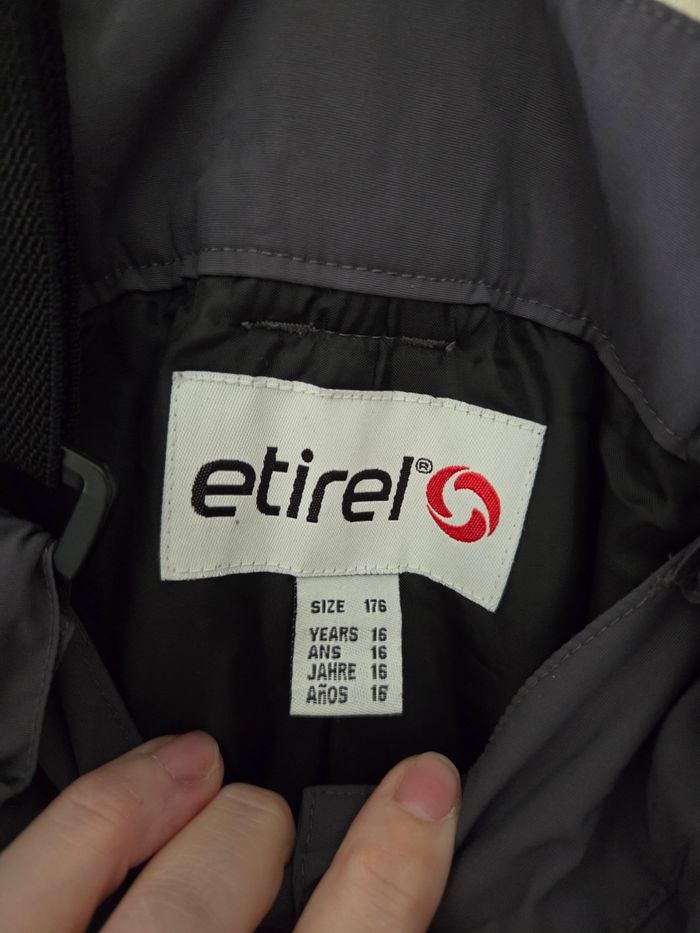 etirel®
SIZE 176
YEARS 16
ANS 16
JAHRE 16
AÑOS 16